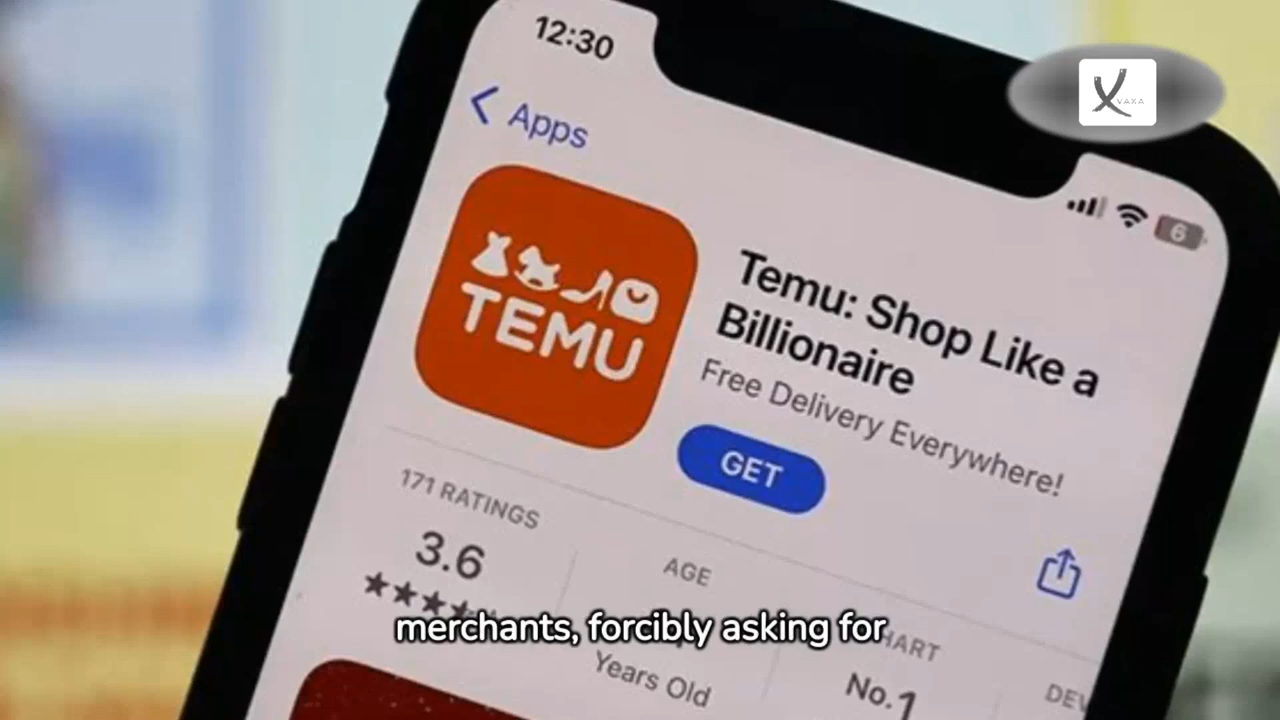 12:30
VAXA
Apps
6
TEMU
Temu: Shop Like a
Billionaire
Free Delivery Everywhere!
GET
171 RATINGS
3.6
AGE
Years Old
No.1
merchants, forcibly asking for